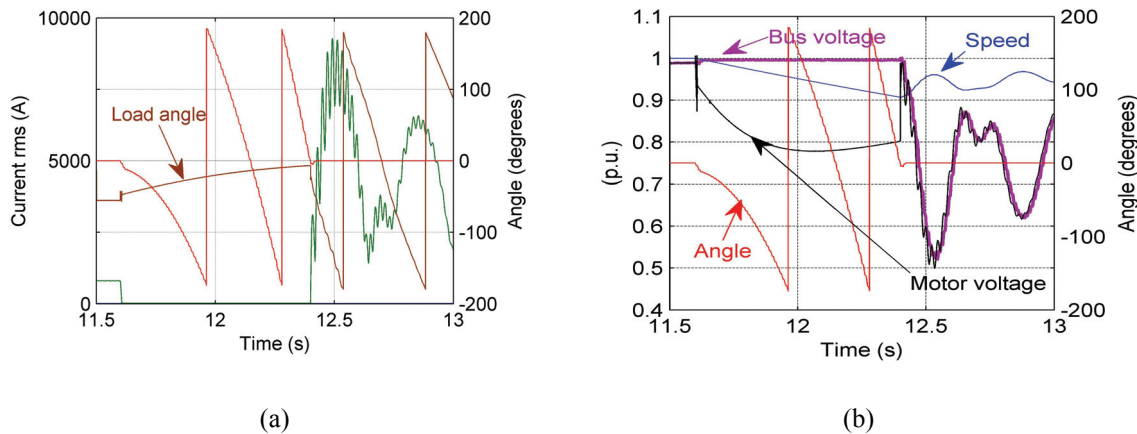 10000
5000
0
Current rms (A)
200
100
0
-100
-200
Angle (degrees)
11.5
12
12.5
13
Time (s)
Load angle
(a)
1.1
1
0.9
0.8
0.7
0.6
0.5
0.4
(p.u.)
200
100
0
-100
-200
Angle (degrees)
11.5
12
12.5
13
Time (s)
Bus voltage
Speed
Angle
Motor voltage
(b)